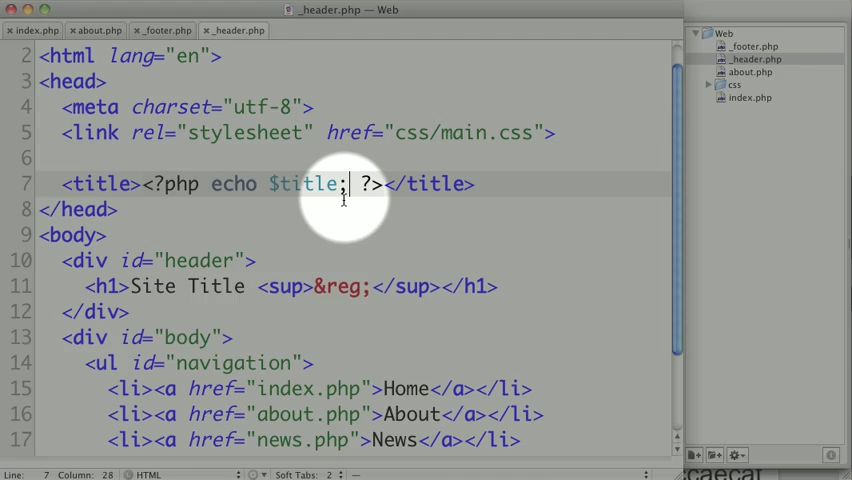 _header.php — Web
index.php about.php _footer.php _header.php
2 <html lang="en">
3 <head>
4 <meta charset="utf-8">
5 <link rel="stylesheet" href="css/main.css">
6
7 <title><?php echo $title; ?></title>
8 </head>
9 <body>
10 <div id="header">
11 <h1>Site Title <sup>&reg;</sup></h1>
12 </div>
13 <div id="body">
14 <ul id="navigation">
15 <li><a href="index.php">Home</a></li>
16 <li><a href="about.php">About</a></li>
17 <li><a href="news.php">News</a></li>
Line: 7 Column: 28 HTML Soft Tabs: 2 —
Web
_footer.php
_header.php
about.php
css
index.php